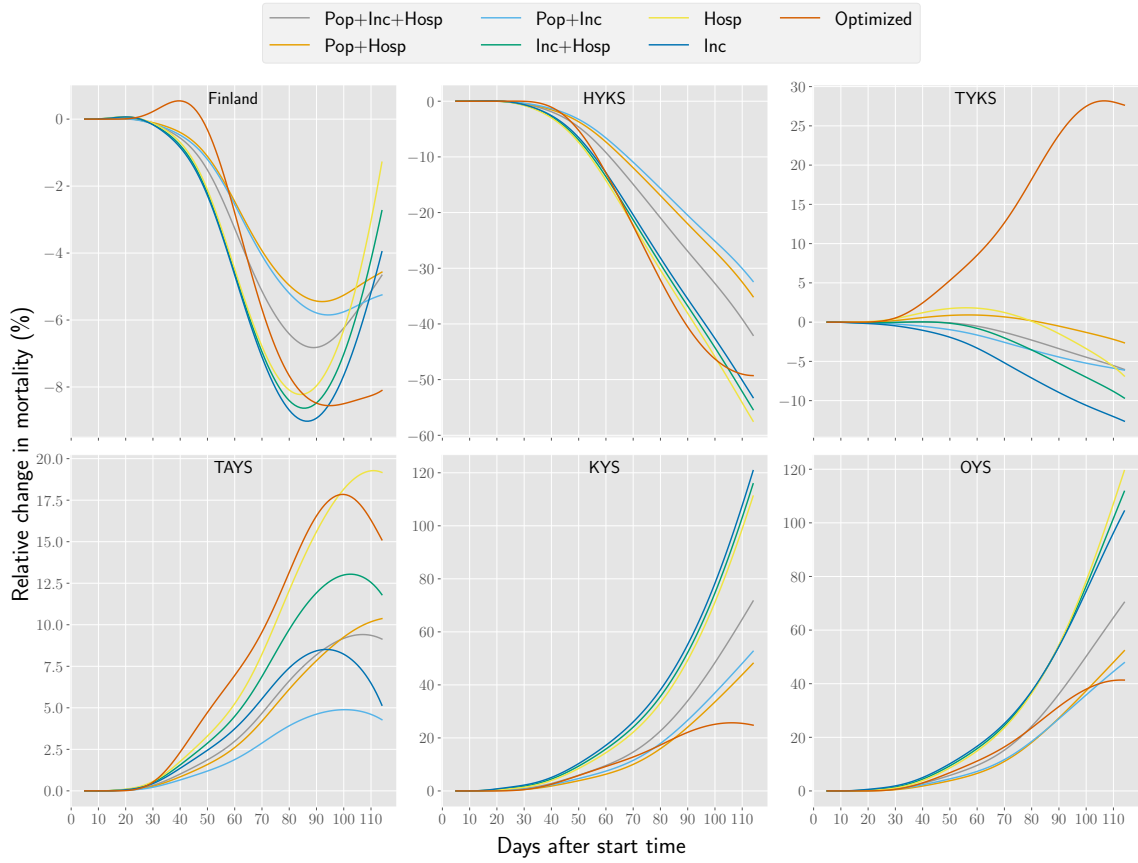 Pop+Inc+Hosp Pop+Inc Hosp Optimized
Pop+Hosp Inc+Hosp Inc
Finland HYKS TYKS
0 −2 −4 −6 −8
0 −10 −20 −30 −40 −50 −60
30 25 20 15 10 5 0 −5 −10
Relative change in mortality (%)
TAYS KYS OYS
20.0 17.5 15.0 12.5 10.0 7.5 5.0 2.5 0.0
120 100 80 60 40 20 0
120 100 80 60 40 20 0
10 20 30 40 50 60 70 80 90 100 110 10 20 30 40 50 60 70 80 90 100 110 10 20 30 40 50 60 70 80 90 100 110
Days after start time